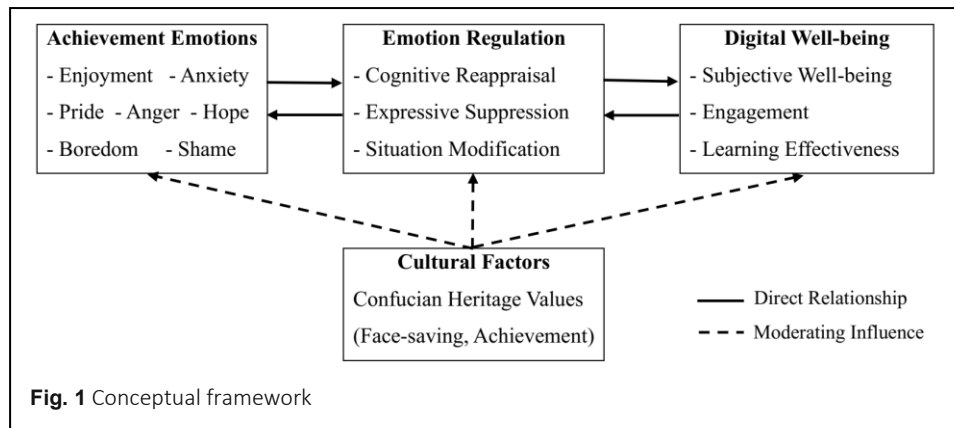 Achievement Emotions
- Enjoyment - Anxiety
- Pride - Anger - Hope
- Boredom - Shame
Emotion Regulation
- Cognitive Reappraisal
- Expressive Suppression
- Situation Modification
Digital Well-being
- Subjective Well-being
- Engagement
- Learning Effectiveness
Cultural Factors
Confucian Heritage Values
(Face-saving, Achievement)
Direct Relationship
Moderating Influence
Fig. 1 Conceptual framework